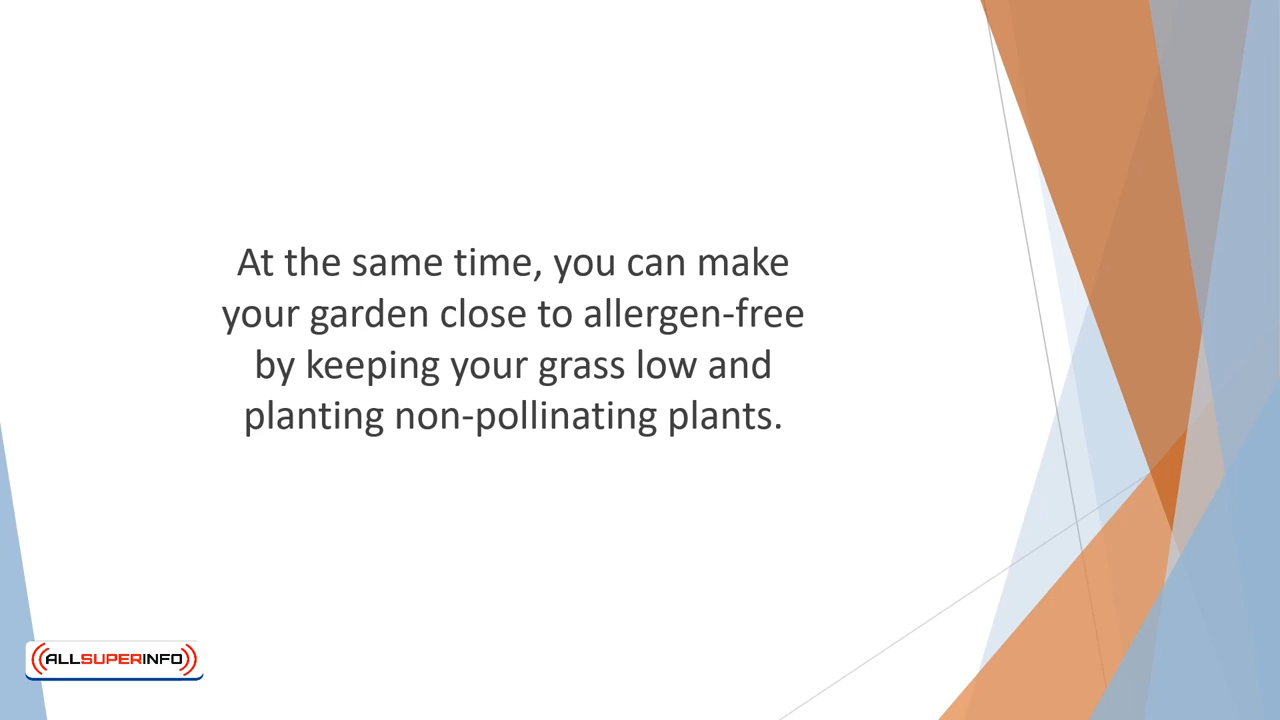 At the same time, you can make
your garden close to allergen-free
by keeping your grass low and
planting non-pollinating plants.
ALLSUPERINFO